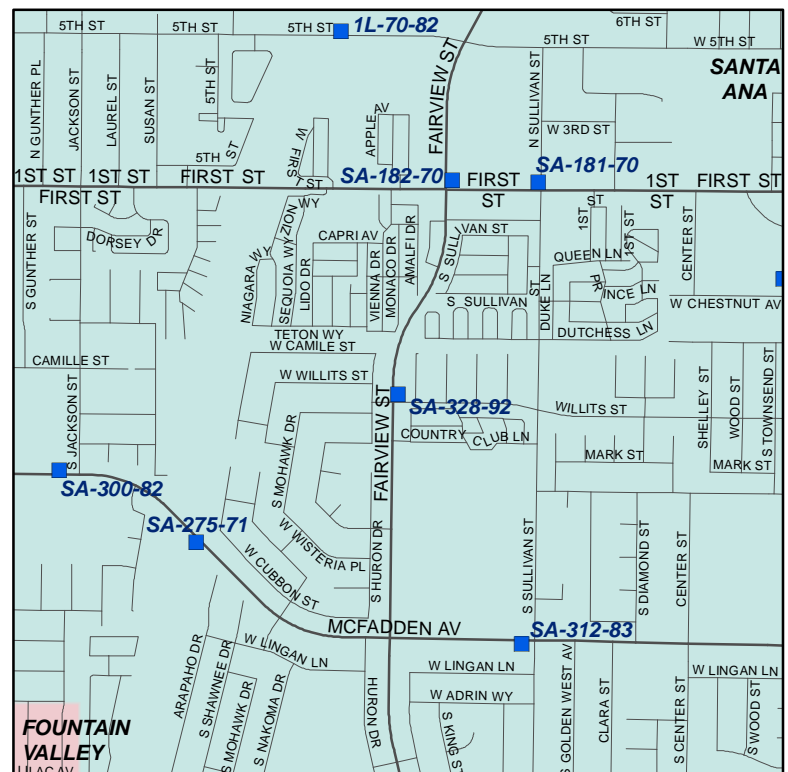 5TH ST
5TH ST
5TH ST
1L-70-82
6TH ST
5TH ST
W 5TH ST
SANTA
ANA
N GUNTHER PL
JACKSON ST
LAUREL ST
SUSAN ST
5TH ST
5TH
ST
W FIRS
T ST
APPLE AV
FAIRVIEW ST
N SULLIVAN ST
W 3RD ST
1ST ST
1ST ST
FIRST ST
SA-182-70
FIRST
ST
SA-181-70
1ST
ST
FIRST ST
FIRST ST
S GUNTHER ST
DORSEY DR
ZION
WY
NIAGARA WY
SEQUOIA WY
LIDO DR
CAPRI AV
VIENNA DR
MONACO DR
AMALFI DR
S SULLIVAN ST
S SULLIVAN
ST
DUKE LN
1ST ST
1ST ST
QUEEN LN
PRINCE LN
DUTCHESS LN
CENTER ST
W CHESTNUT AV
TETON WY
W CAMILE ST
CAMILLE ST
W WILLITS ST
S JACKSON ST
S MOHAWK DR
FAIRVIEW ST
SA-328-92
WILLITS ST
COUNTRY CLUB LN
MARK ST
MARK ST
SHELLEY ST
WOOD ST
S TOWNSEND ST
SA-300-82
SA-275-71
W WISTERIA PL
W CUBBON ST
S HURON DR
S SULLIVAN ST
S DIAMOND ST
CENTER ST
MCFADDEN AV
SA-312-83
W LINGAN LN
W LINGAN LN
W LINGAN LN
W ADRIN WY
ARAPAHO DR
S SHAWNEE DR
S MOHAWK DR
S NAKOMA DR
HURON DR
S KING ST
S GOLDEN WEST AV
CLARA ST
S CENTER ST
S WOOD ST
FOUNTAIN
VALLEY